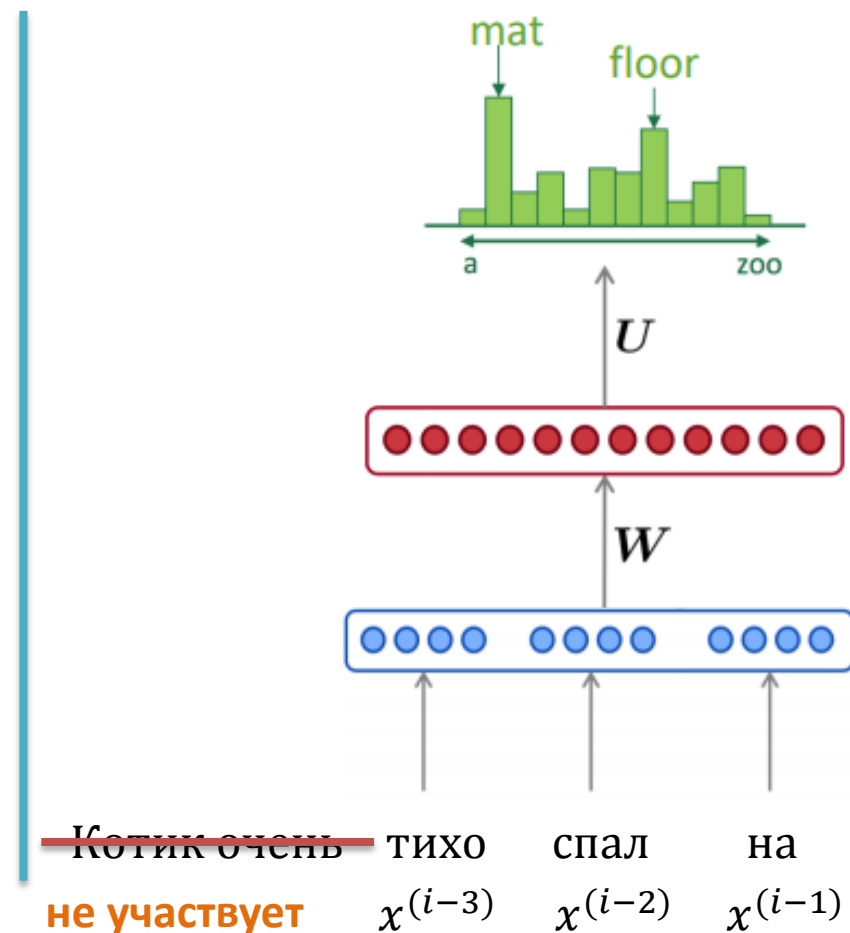 mat
floor
a zoo
U
W
Котик очень тихо спал на
не участвует x^{(i−3)} x^{(i−2)} x^{(i−1)}